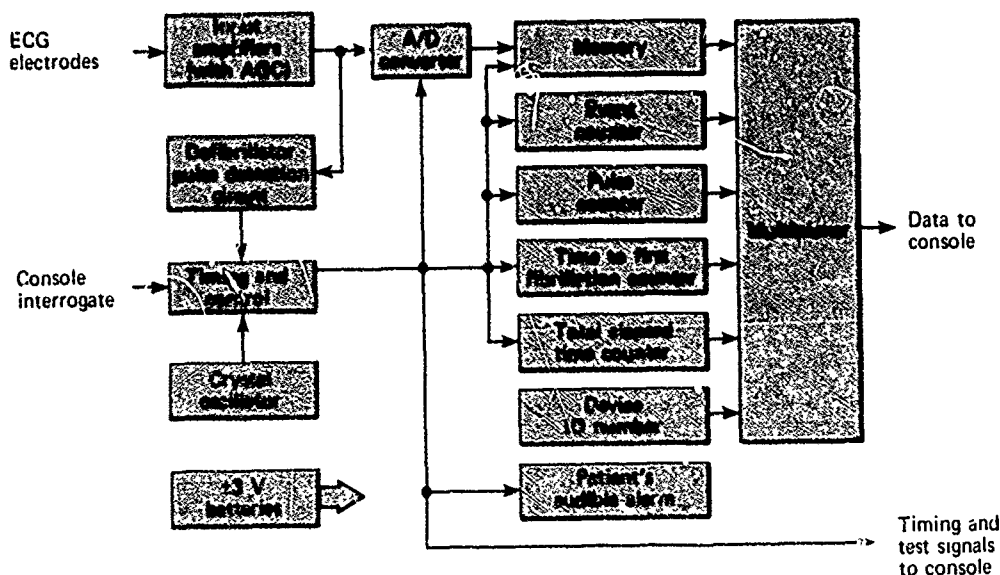 ECG
electrodes
Input
amplifiers
(with AGC)
A/D
converter
Memory
Event
counter
Defibrillator
pulse detection
circuit
Pulse
counter
Multiplexer
Data to
console
Console
interrogate
Timing and
control
Time to first
fibrillation counter
Total elapsed
time counter
Crystal
oscillator
Device
ID number
±3 V
batteries
Patient's
audible alarm
Timing and
test signals
to console